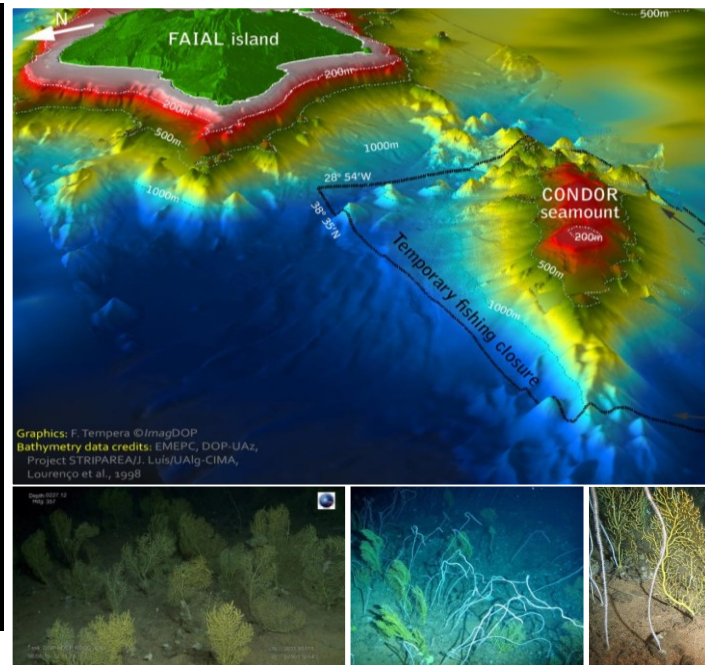 500m
N
FAIAL island
200m
200m
500m
1000m
1000m
28° 54'W
38° 35'N
CONDOR
seamount
200m
500m
1000m
Temporary fishing closure
Graphics: F. Tempera ©ImagDOP
Bathymetry data credits: EMEPC, DOP-UAz,
Project STRIPAREA/J. Luís/UAlg-CIMA,
Lourenço et al., 1998